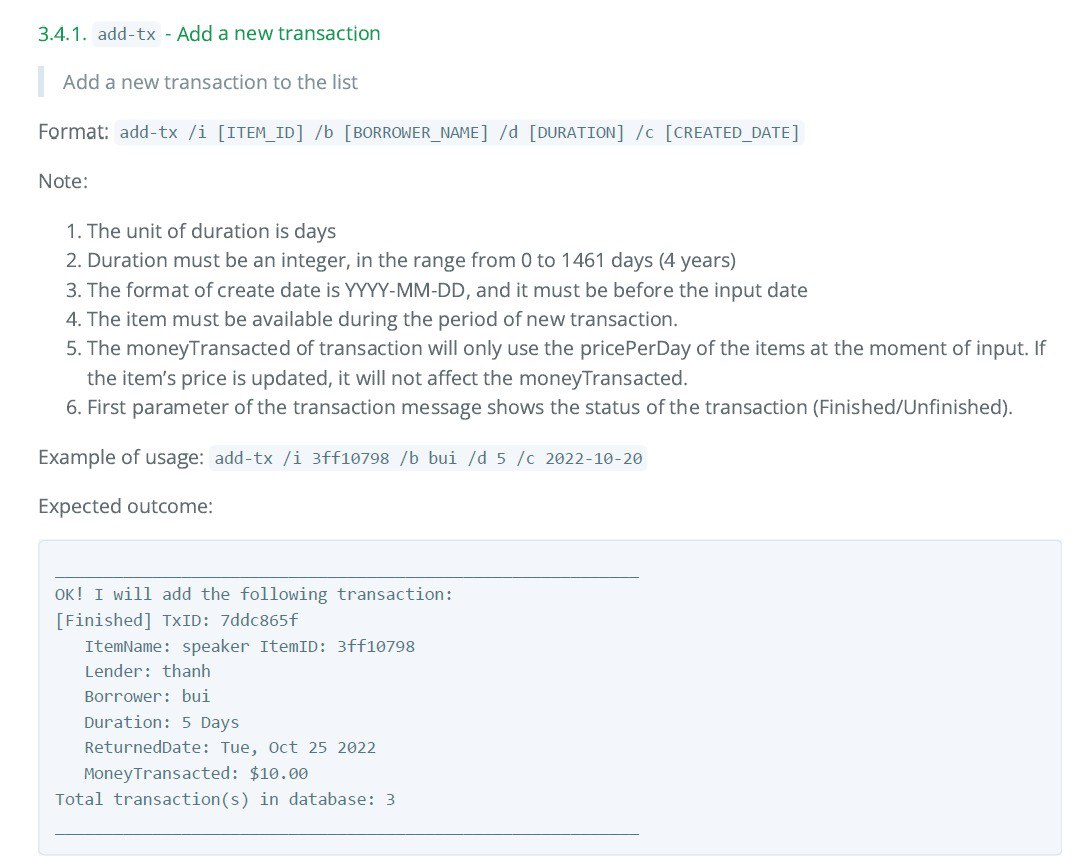 3.4.1. add-tx - Add a new transaction
Add a new transaction to the list
Format: add-tx /i [ITEM_ID] /b [BORROWER_NAME] /d [DURATION] /c [CREATED_DATE]
Note:
1. The unit of duration is days
2. Duration must be an integer, in the range from 0 to 1461 days (4 years)
3. The format of create date is YYYY-MM-DD, and it must be before the input date
4. The item must be available during the period of new transaction.
5. The moneyTransacted of transaction will only use the pricePerDay of the items at the moment of input. If
the item’s price is updated, it will not affect the moneyTransacted.
6. First parameter of the transaction message shows the status of the transaction (Finished/Unfinished).
Example of usage: add-tx /i 3ff10798 /b bui /d 5 /c 2022-10-20
Expected outcome:
OK! I will add the following transaction:
[Finished] TxID: 7ddc865f
ItemName: speaker ItemID: 3ff10798
Lender: thanh
Borrower: bui
Duration: 5 Days
ReturnedDate: Tue, Oct 25 2022
MoneyTransacted: $10.00
Total transaction(s) in database: 3